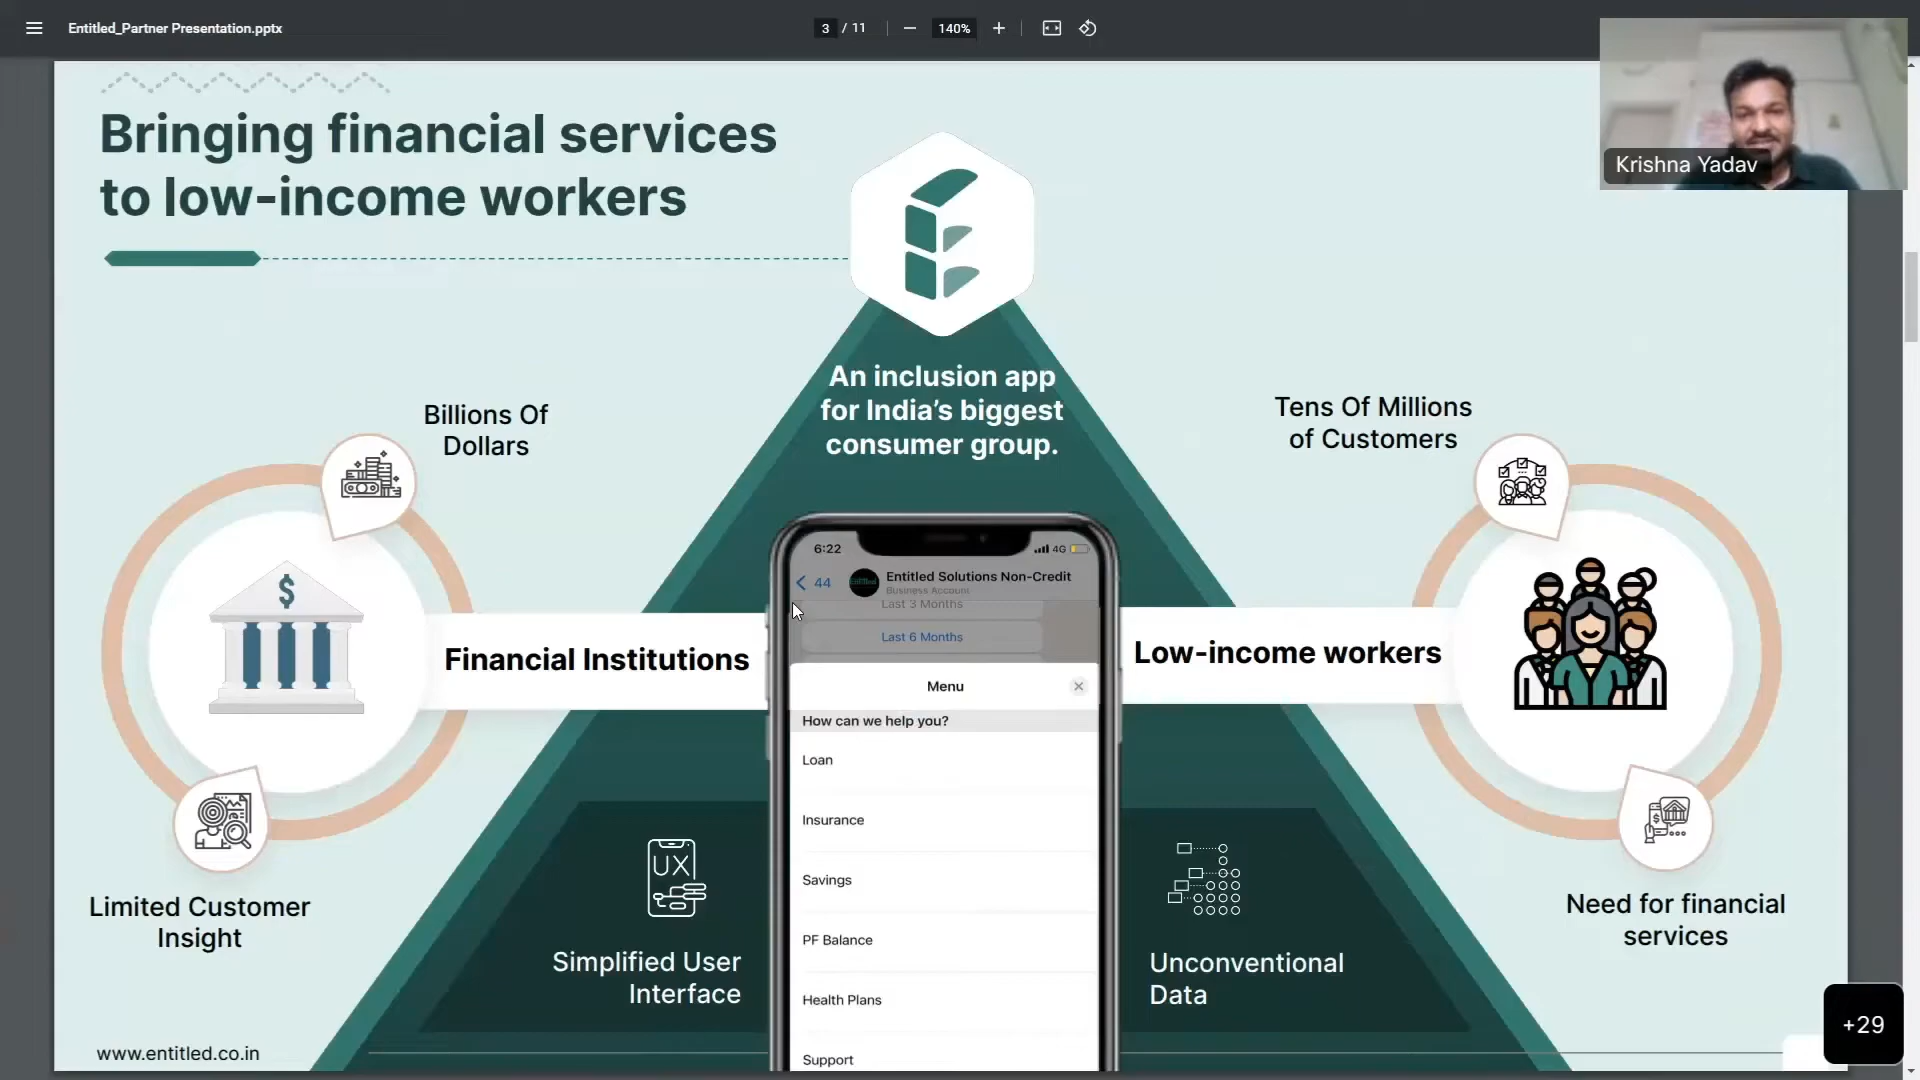 Entitled_Partner Presentation.pptx
3 / 11
140%
Krishna Yadav
Bringing financial services
to low-income workers
An inclusion app
for India's biggest
consumer group.
Billions Of
Dollars
Tens Of Millions
of Customers
$
Financial Institutions
Low-income workers
6:22
4G
44
Entitled
Entitled Solutions Non-Credit
Business Account
Last 3 Months
Last 6 Months
Menu
How can we help you?
Loan
Insurance
Savings
PF Balance
Health Plans
Support
Limited Customer
Insight
UX
Simplified User
Interface
Unconventional
Data
Need for financial
services
www.entitled.co.in
+29